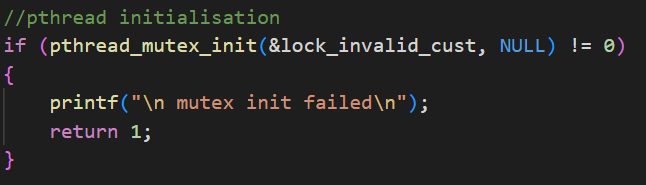 //pthread initialisation
if (pthread_mutex_init(&lock_invalid_cust, NULL) != 0)
{
    printf("\n mutex init failed\n");
    return 1;
}